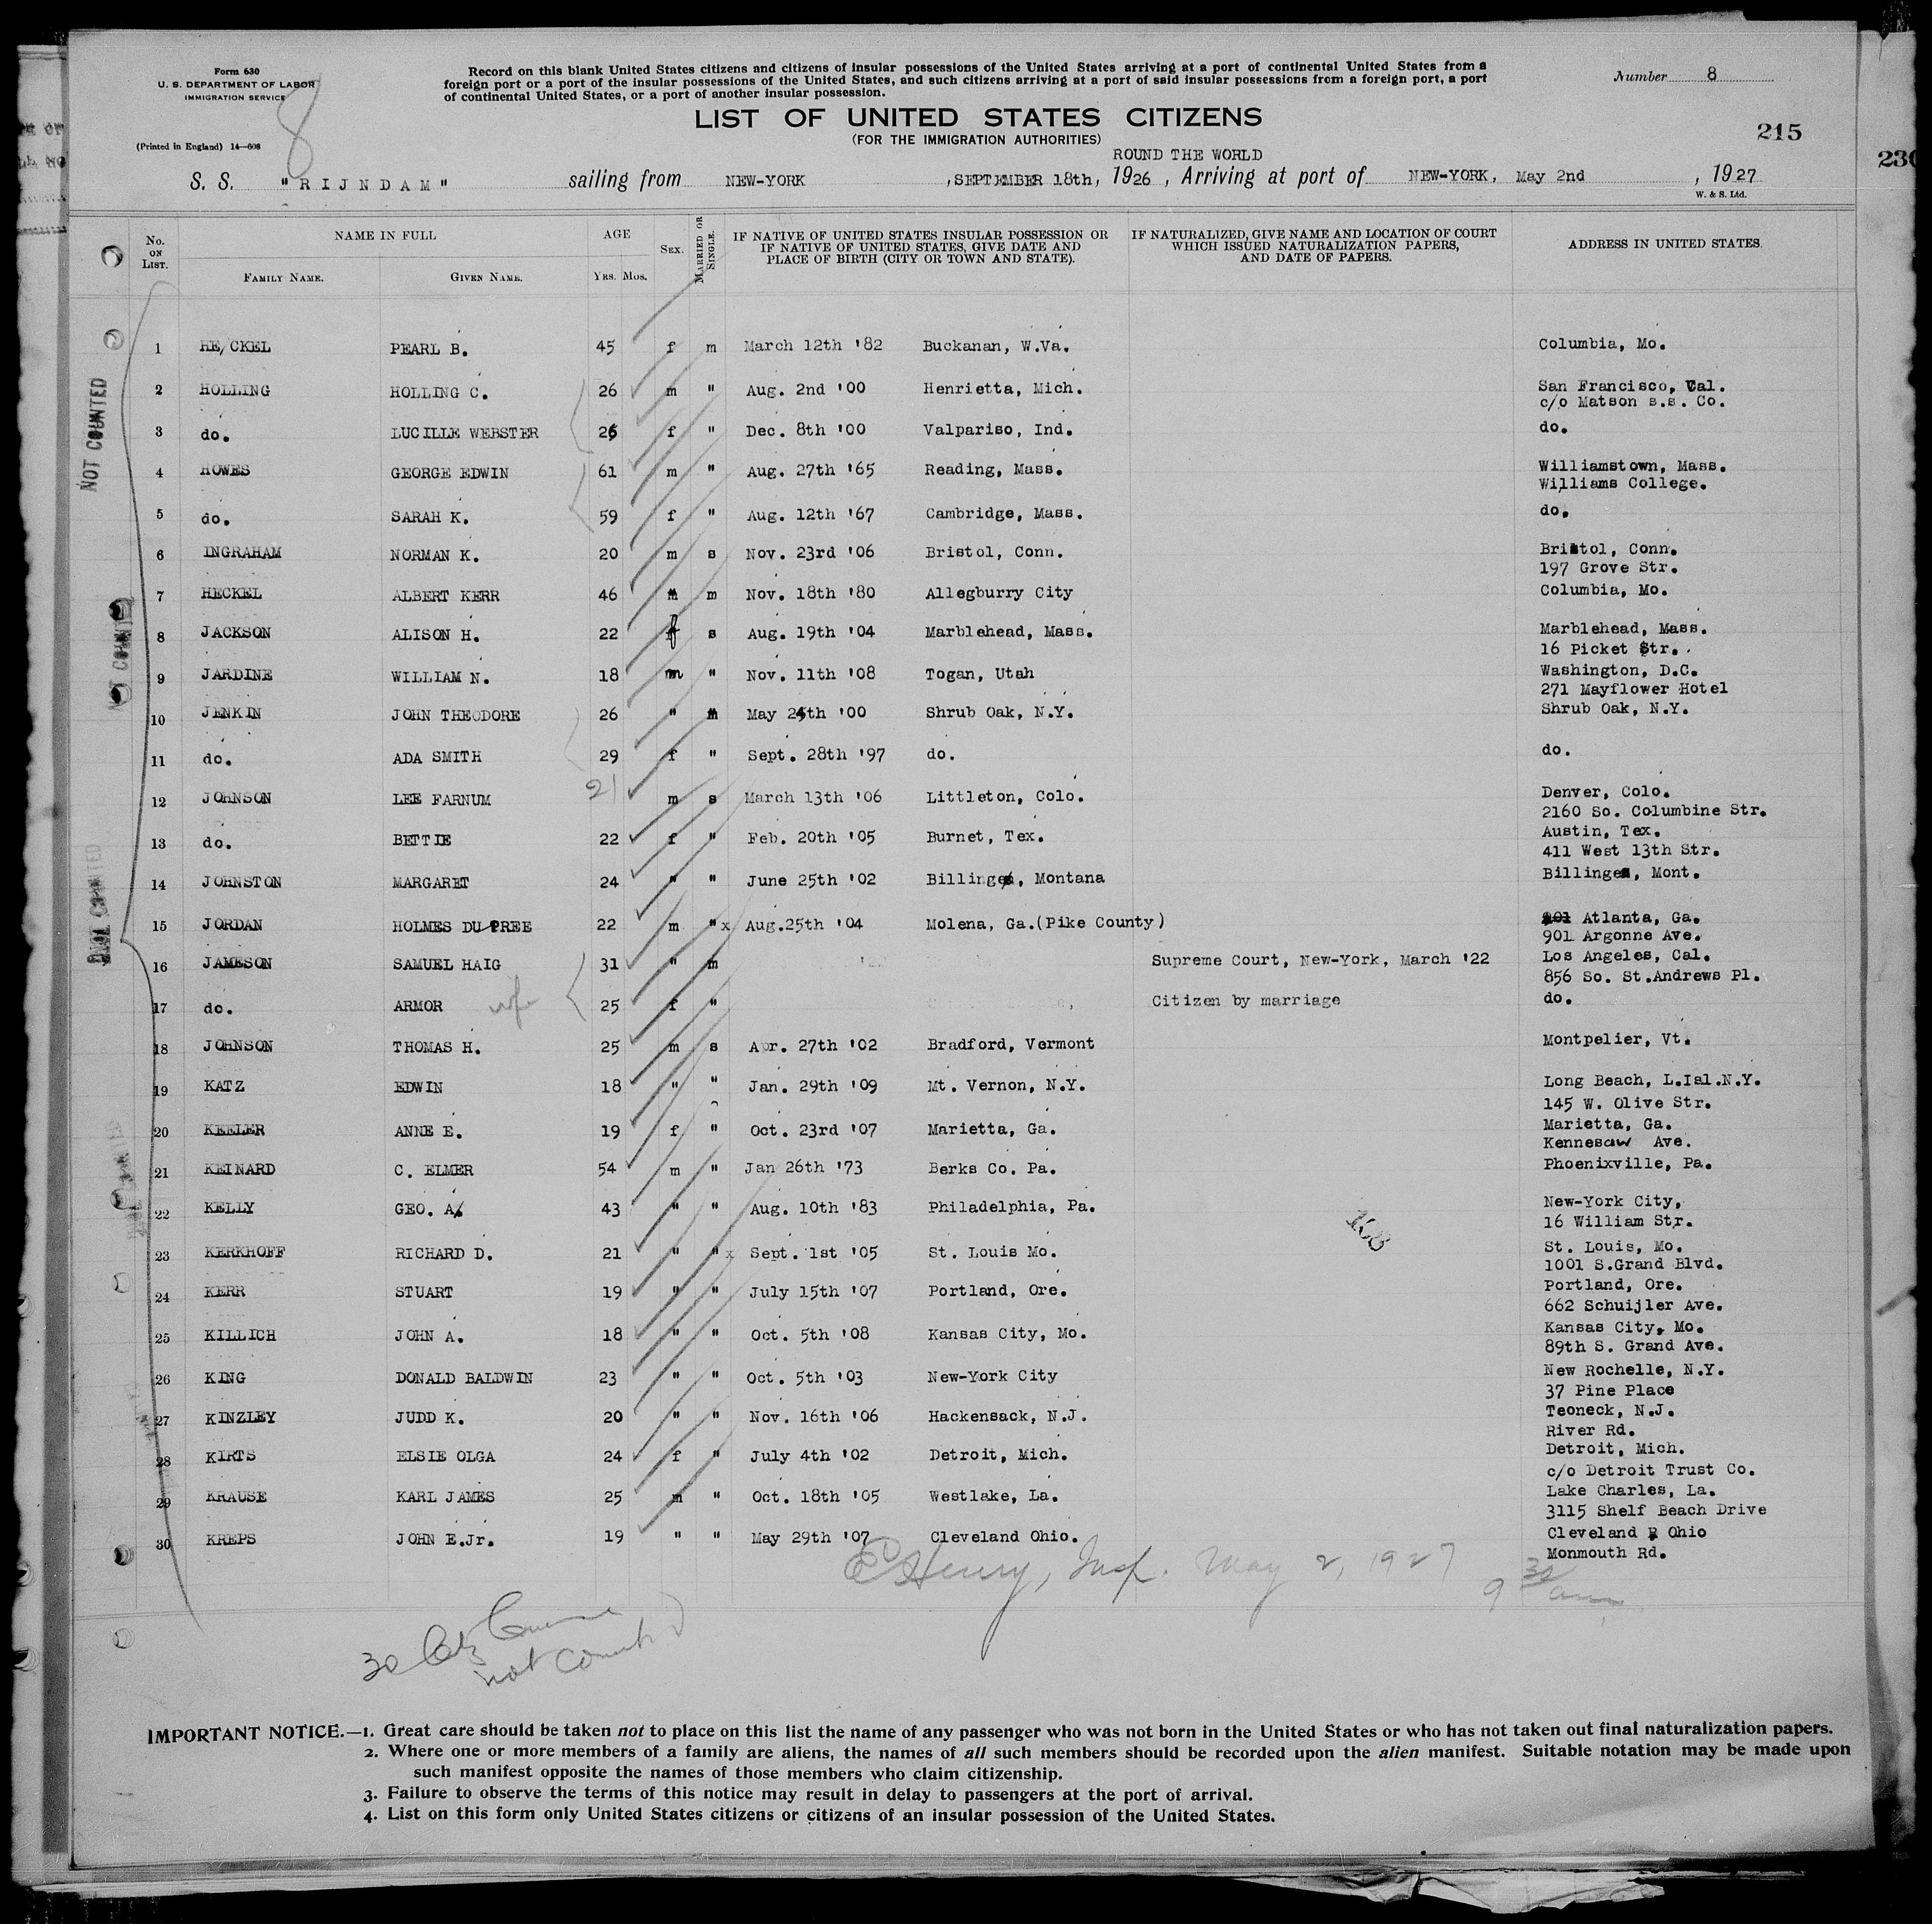 Form 630
U. S. DEPARTMENT OF LABOR
IMMIGRATION SERVICE
(Printed in England) 14—608
8
Record on this blank United States citizens and citizens of insular possessions of the United States arriving at a port of continental United States from a
foreign port or a port of the insular possessions of the United States, and such citizens arriving at a port of said insular possessions from a foreign port, a port
of continental United States, or a port of another insular possession.
Number 8
LIST OF UNITED STATES CITIZENS
(FOR THE IMMIGRATION AUTHORITIES)
215
230
ROUND THE WORLD
S. S. "RIJNDAM" sailing from NEW-YORK, SEPTEMBER 18th, 1926, Arriving at port of NEW-YORK, May 2nd, 1927
W. & S. Ltd.
No. ON LIST. NAME IN FULL AGE SEX. MARRIED OR SINGLE. IF NATIVE OF UNITED STATES INSULAR POSSESSION OR IF NATIVE OF UNITED STATES, GIVE DATE AND PLACE OF BIRTH (CITY OR TOWN AND STATE). IF NATURALIZED, GIVE NAME AND LOCATION OF COURT WHICH ISSUED NATURALIZATION PAPERS, AND DATE OF PAPERS. ADDRESS IN UNITED STATES.
FAMILY NAME. GIVEN NAME. YRS. MOS.
NOT COUNTED
1 HE/CKEL PEARL B. 45 f m March 12th '82 Buckanan, W.Va. Columbia, Mo.
2 HOLLING HOLLING C. 26 m " Aug. 2nd '00 Henrietta, Mich. San Francisco, Cal.
c/o Matson s.s. Co.
3 do. LUCILLE WEBSTER 26 f " Dec. 8th '00 Valpariso, Ind. do.
4 HOWES GEORGE EDWIN 61 m " Aug. 27th '65 Reading, Mass. Williamstown, Mass.
Williams College.
5 do. SARAH K. 59 f " Aug. 12th '67 Cambridge, Mass. do.
6 INGRAHAM NORMAN K. 20 m s Nov. 23rd '06 Bristol, Conn. Bristol, Conn.
197 Grove Str.
7 HECKEL ALBERT KERR 46 m m Nov. 18th '80 Allegburry City Columbia, Mo.
8 JACKSON ALISON H. 22 f s Aug. 19th '04 Marblehead, Mass. Marblehead, Mass.
16 Picket Str.
9 JARDINE WILLIAM N. 18 m " Nov. 11th '08 Togan, Utah Washington, D.C.
271 Mayflower Hotel
10 JENKIN JOHN THEODORE 26 " m May 24th '00 Shrub Oak, N.Y. Shrub Oak, N.Y.
11 do. ADA SMITH 29 f " Sept. 28th '97 do. do.
12 JOHNSON LEE FARNUM 21 m s March 13th '06 Littleton, Colo. Denver, Colo.
2160 So. Columbine Str.
13 do. BETTIE 22 f " Feb. 20th '05 Burnet, Tex. Austin, Tex.
411 West 13th Str.
14 JOHNSTON MARGARET 24 " " June 25th '02 Billings, Montana Billings, Mont.
15 JORDAN HOLMES DU PREE 22 m " x Aug.25th '04 Molena, Ga.(Pike County) Atlanta, Ga.
901 Argonne Ave.
16 JAMESON SAMUEL HAIG 31 " m Supreme Court, New-York, March '22 Los Angeles, Cal.
856 So. St.Andrews Pl.
17 do. ARMOR wf 25 f " Citizen by marriage do.
18 JOHNSON THOMAS H. 25 m s Apr. 27th '02 Bradford, Vermont Montpelier, Vt.
19 KATZ EDWIN 18 " " Jan. 29th '09 Mt. Vernon, N.Y. Long Beach, L.Isl.N.Y.
145 W. Olive Str.
20 KEELER ANNE E. 19 f " Oct. 23rd '07 Marietta, Ga. Marietta, Ga.
Kennesaw Ave.
21 KEINARD C. ELMER 54 m " Jan 26th '73 Berks Co. Pa. Phoenixville, Pa.
22 KELLY GEO. A. 43 " " Aug. 10th '83 Philadelphia, Pa. New-York City,
16 William Str.
23 KERKHOFF RICHARD D. 21 " " x Sept. 1st '05 St. Louis Mo. St. Louis, Mo.
1001 S.Grand Blvd.
24 KERR STUART 19 " " July 15th '07 Portland, Ore. Portland, Ore.
662 Schuijler Ave.
25 KILLICH JOHN A. 18 " " Oct. 5th '08 Kansas City, Mo. Kansas City, Mo.
89th S. Grand Ave.
26 KING DONALD BALDWIN 23 " " Oct. 5th '03 New-York City New Rochelle, N.Y.
37 Pine Place
27 KINZLEY JUDD K. 20 " " Nov. 16th '06 Hackensack, N.J. Teoneck, N.J.
River Rd.
28 KIRTS ELSIE OLGA 24 f " July 4th '02 Detroit, Mich. Detroit, Mich.
c/o Detroit Trust Co.
29 KRAUSE KARL JAMES 25 m " Oct. 18th '05 Westlake, La. Lake Charles, La.
3115 Shelf Beach Drive
30 KREPS JOHN E.Jr. 19 " " May 29th '07 Cleveland Ohio. Cleveland Ohio
Monmouth Rd.
108
Henry, Insp. May 2, 1927
9 30 am
30 Citz
not counted
IMPORTANT NOTICE.—1. Great care should be taken not to place on this list the name of any passenger who was not born in the United States or who has not taken out final naturalization papers.
2. Where one or more members of a family are aliens, the names of all such members should be recorded upon the alien manifest. Suitable notation may be made upon
such manifest opposite the names of those members who claim citizenship.
3. Failure to observe the terms of this notice may result in delay to passengers at the port of arrival.
4. List on this form only United States citizens or citizens of an insular possession of the United States.